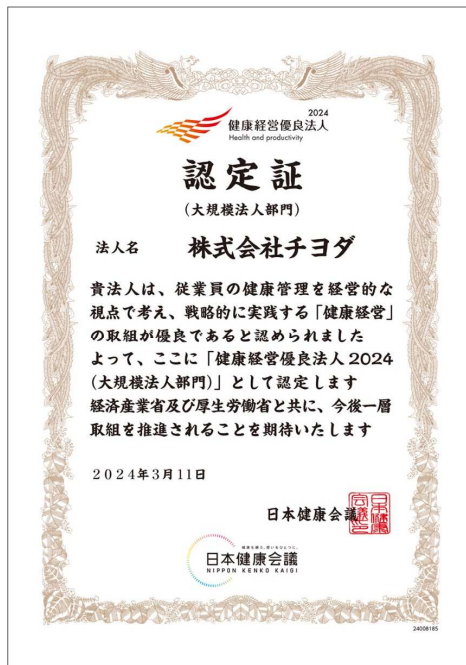 2024
健康経営優良法人
Health and productivity
認定証
(大規模法人部門)
法人名 株式会社チヨダ
貴法人は、従業員の健康管理を経営的な
視点で考え、戦略的に実践する「健康経営」
の取組が優良であると認められました
よって、ここに「健康経営優良法人2024
(大規模法人部門)」として認定します
経済産業省及び厚生労働省と共に、今後一層
取組を推進されることを期待いたします
2024年3月11日
日本健康会議
日本健康会議
NIPPON KENKO KAIGI
24008185